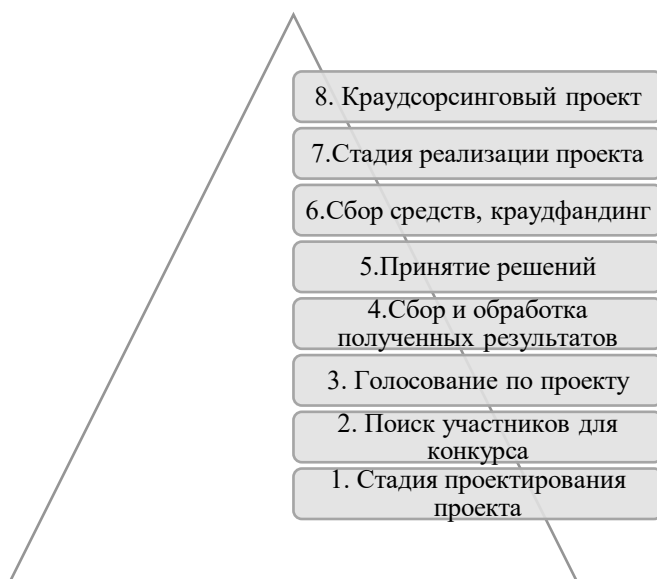 8. Краудсорсинговый проект
7.Стадия реализации проекта
6.Сбор средств, краудфандинг
5.Принятие решений
4.Сбор и обработка
полученных результатов
3. Голосование по проекту
2. Поиск участников для
конкурса
1. Стадия проектирования
проекта